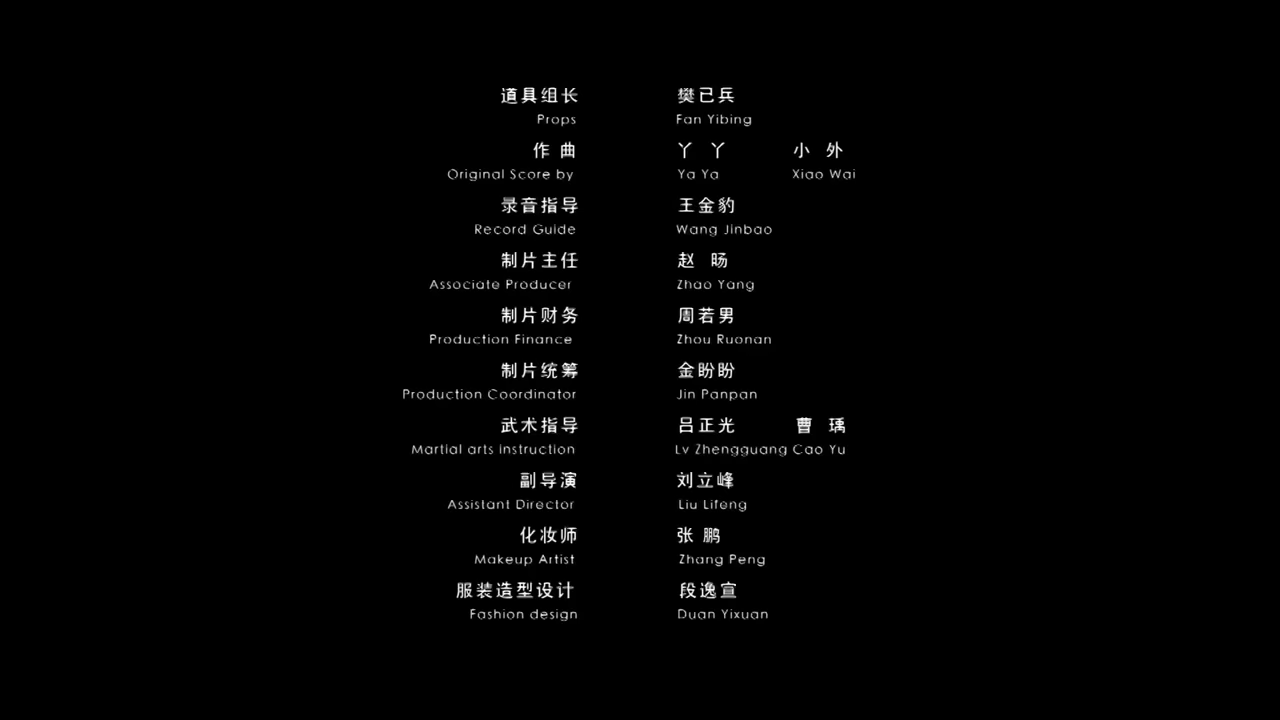 道具组长 樊已兵
Props Fan Yibing
作 曲 丫 丫 小 外
Original Score by Ya Ya Xiao Wai
录音指导 王金豹
Record Guide Wang Jinbao
制片主任 赵 旸
Associate Producer Zhao Yang
制片财务 周若男
Production Finance Zhou Ruonan
制片统筹 金盼盼
Production Coordinator Jin Panpan
武术指导 吕正光 曹 瑀
Martial arts instruction Lv Zhengguang Cao Yu
副导演 刘立峰
Assistant Director Liu Lifeng
化妆师 张 鹏
Makeup Artist Zhang Peng
服装造型设计 段逸宣
Fashion design Duan Yixuan